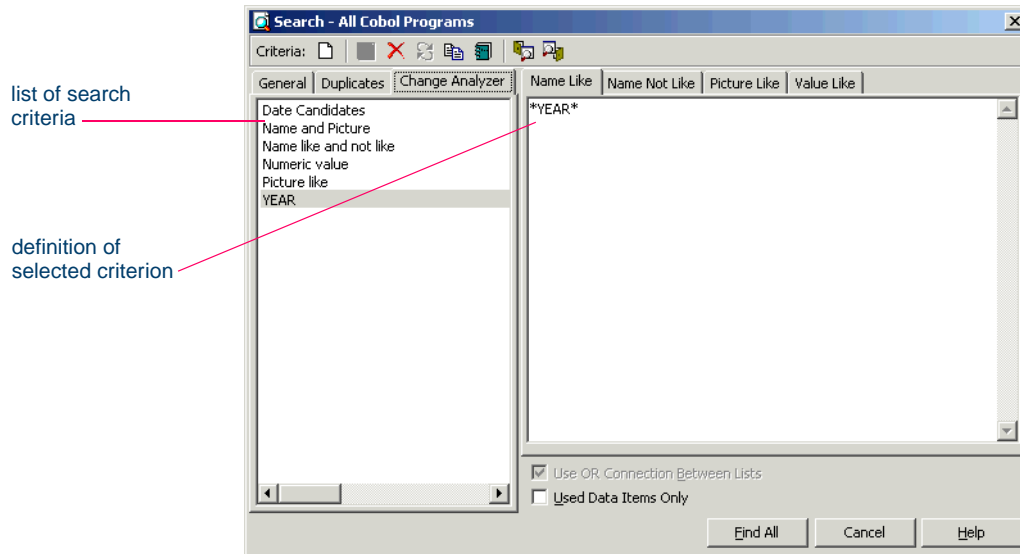 Search - All Cobol Programs
Criteria:
General
Duplicates
Change Analyzer
Name Like
Name Not Like
Picture Like
Value Like
list of search
criteria
Date Candidates
Name and Picture
Name like and not like
Numeric value
Picture like
YEAR
*YEAR*
definition of
selected criterion
Use OR Connection Between Lists
Used Data Items Only
Find All
Cancel
Help